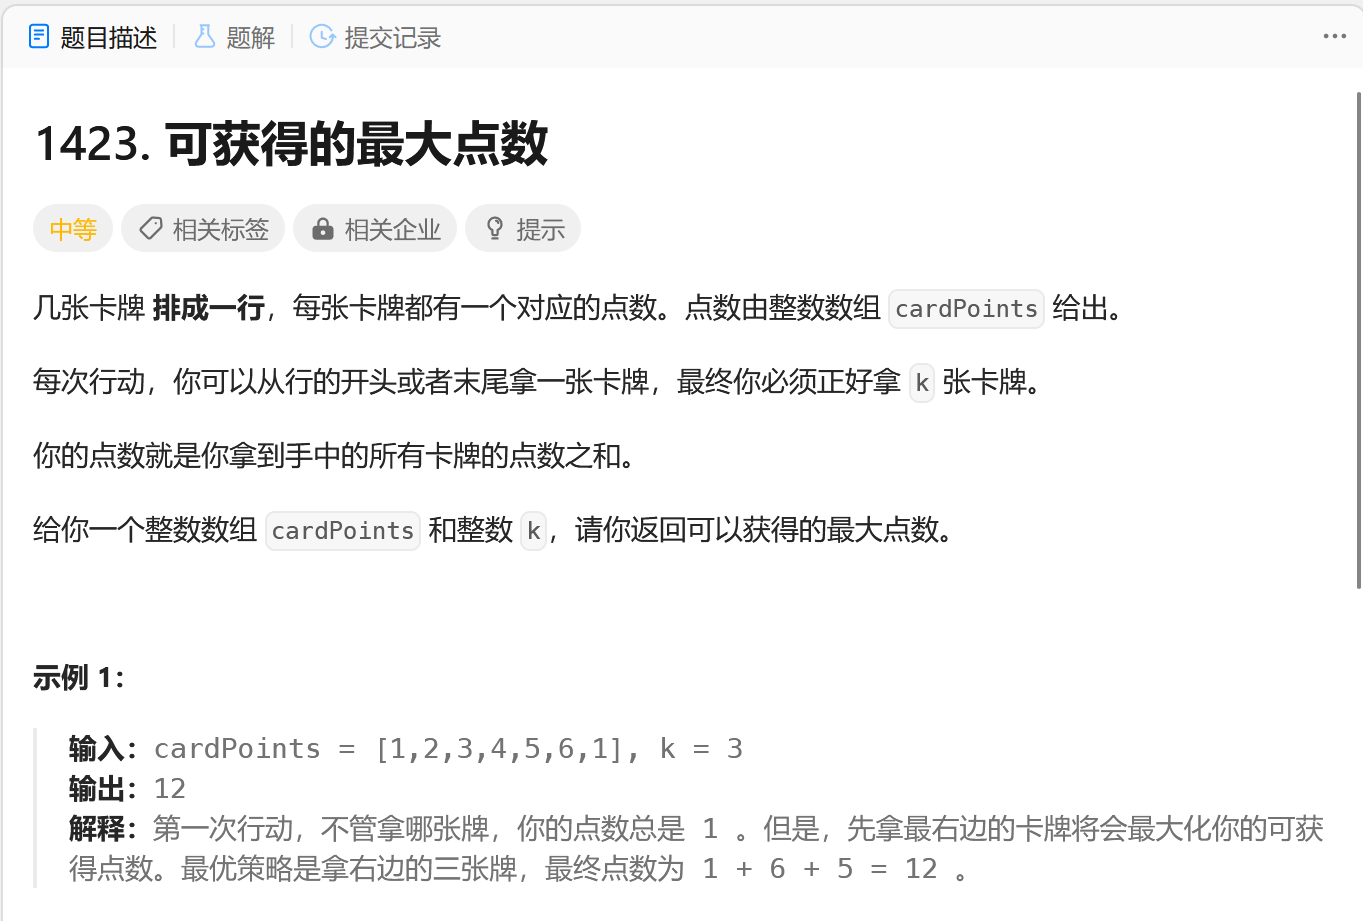 题目描述 题解 提交记录
1423. 可获得的最大点数
中等 相关标签 相关企业 提示
几张卡牌 排成一行，每张卡牌都有一个对应的点数。点数由整数数组 cardPoints 给出。
每次行动，你可以从行的开头或者末尾拿一张卡牌，最终你必须正好拿 k 张卡牌。
你的点数就是你拿到手中的所有卡牌的点数之和。
给你一个整数数组 cardPoints 和整数 k，请你返回可以获得的最大点数。
示例 1：
输入：cardPoints = [1,2,3,4,5,6,1], k = 3
输出：12
解释：第一次行动，不管拿哪张牌，你的点数总是 1 。但是，先拿最右边的卡牌将会最大化你的可获
得点数。最优策略是拿右边的三张牌，最终点数为 1 + 6 + 5 = 12 。